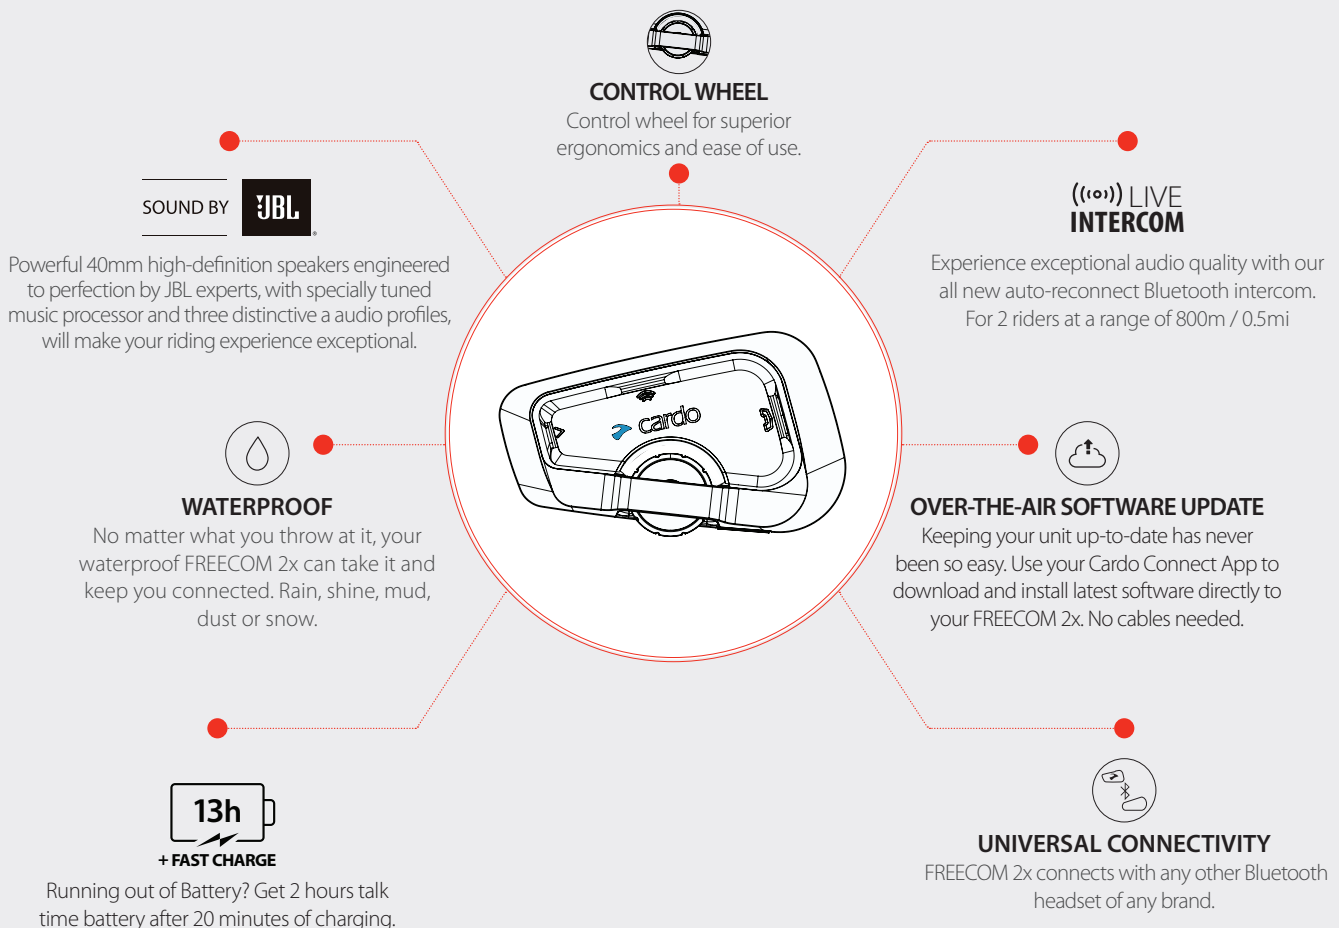 CONTROL WHEEL
Control wheel for superior
ergonomics and ease of use.
SOUND BY JBL
Powerful 40mm high-definition speakers engineered
to perfection by JBL experts, with specially tuned
music processor and three distinctive a audio profiles,
will make your riding experience exceptional.
LIVE
INTERCOM
Experience exceptional audio quality with our
all new auto-reconnect Bluetooth intercom.
For 2 riders at a range of 800m / 0.5mi
cardo
WATERPROOF
No matter what you throw at it, your
waterproof FREECOM 2x can take it and
keep you connected. Rain, shine, mud,
dust or snow.
OVER-THE-AIR SOFTWARE UPDATE
Keeping your unit up-to-date has never
been so easy. Use your Cardo Connect App to
download and install latest software directly to
your FREECOM 2x. No cables needed.
13h
+ FAST CHARGE
Running out of Battery? Get 2 hours talk
time battery after 20 minutes of charging.
UNIVERSAL CONNECTIVITY
FREECOM 2x connects with any other Bluetooth
headset of any brand.